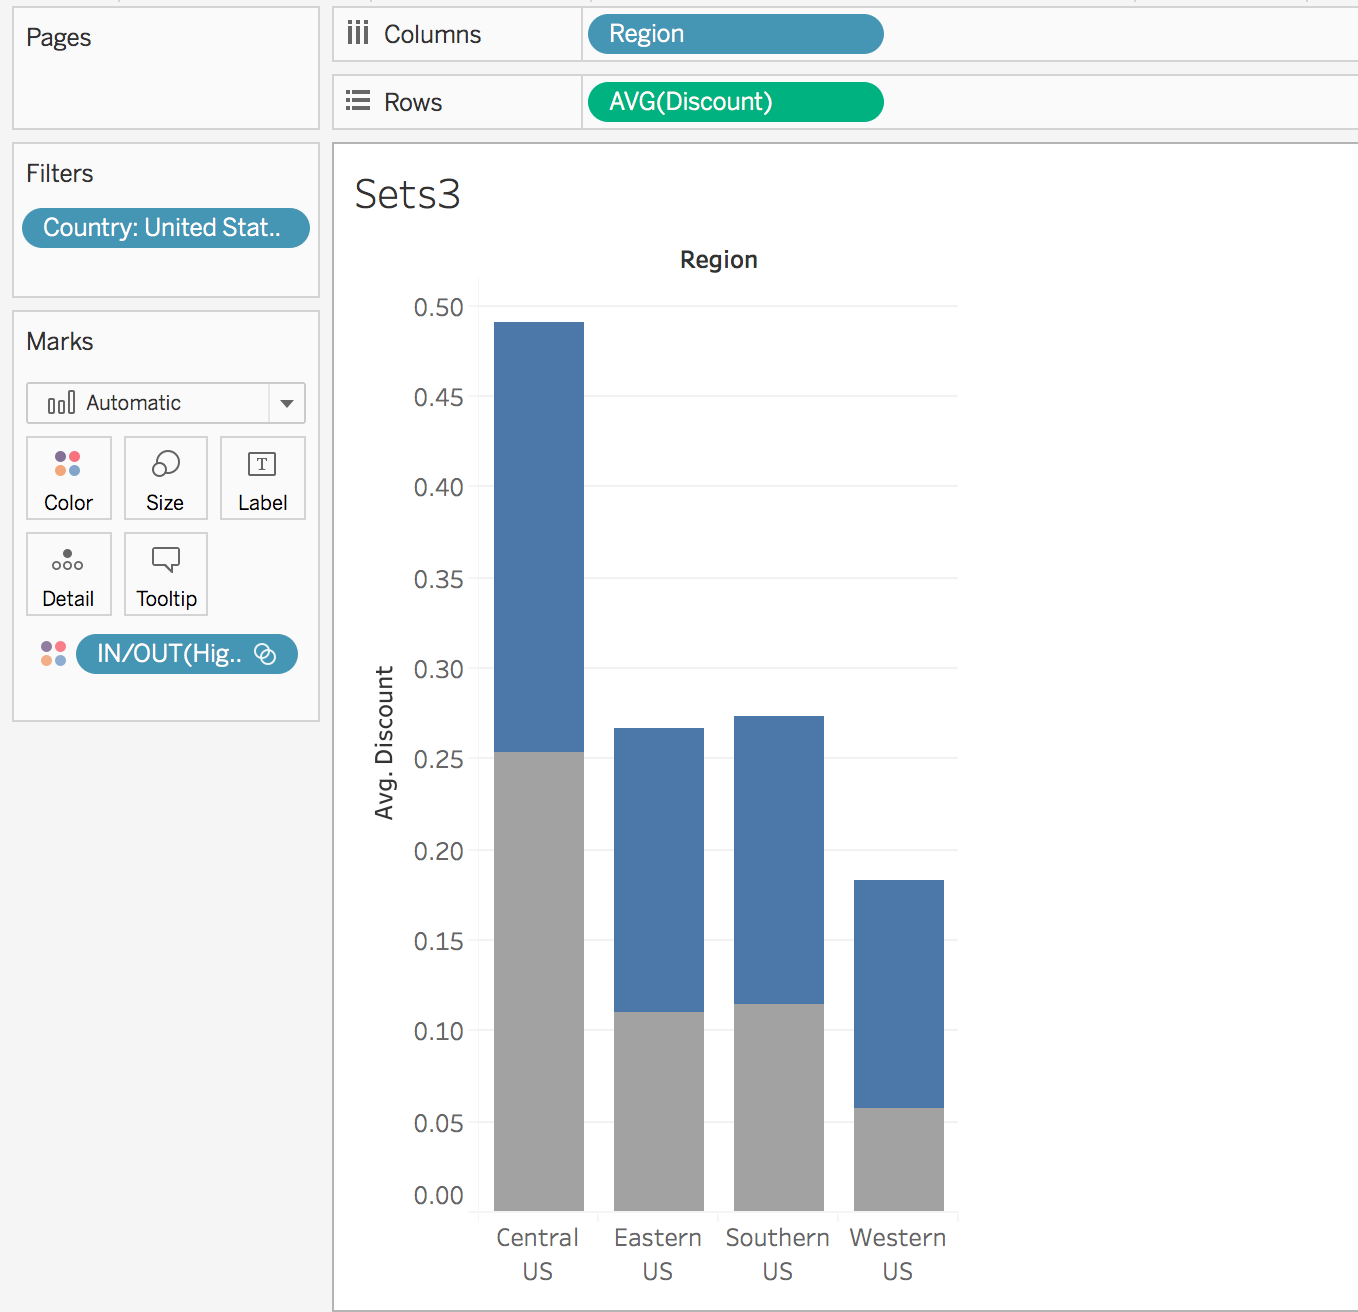 Pages
Columns
Region
Rows
AVG(Discount)
Filters
Country: United Stat..
Marks
Automatic
Color
Size
T
Label
Detail
Tooltip
IN/OUT(Hig..
Sets3
Region
Avg. Discount
0.50
0.45
0.40
0.35
0.30
0.25
0.20
0.15
0.10
0.05
0.00
Central US
Eastern US
Southern US
Western US